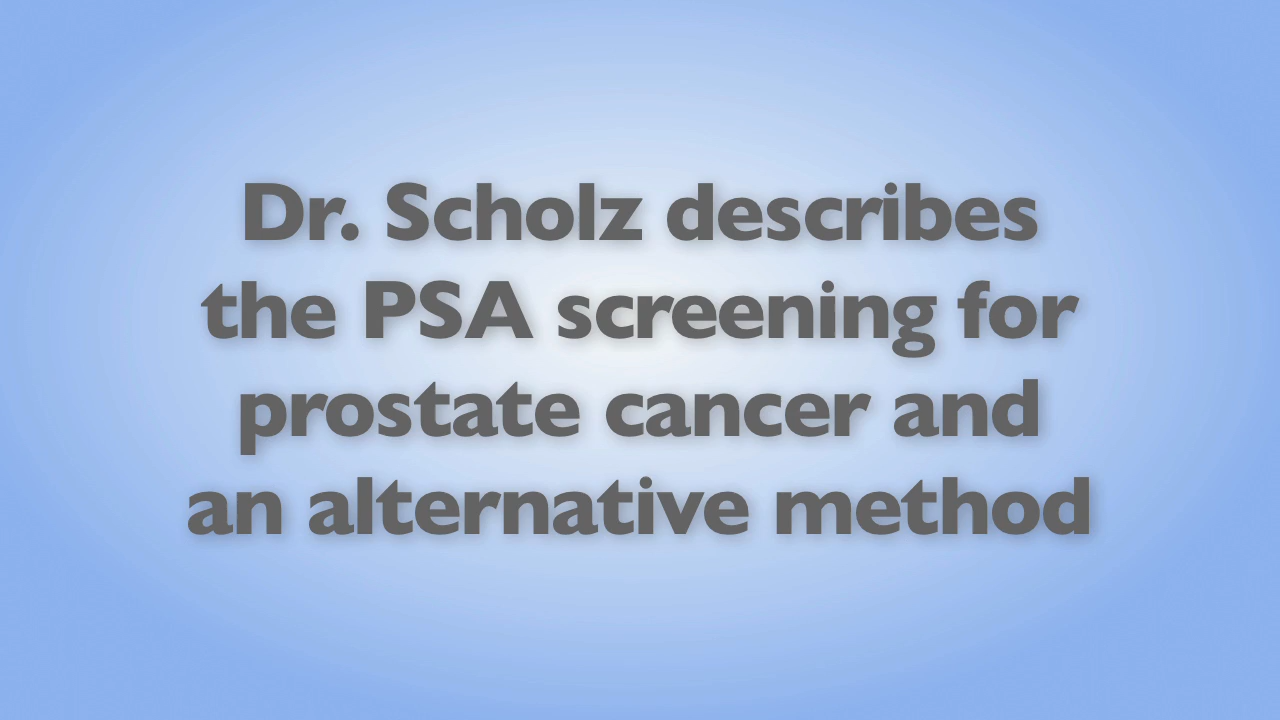 Dr. Scholz describes
the PSA screening for
prostate cancer and
an alternative method